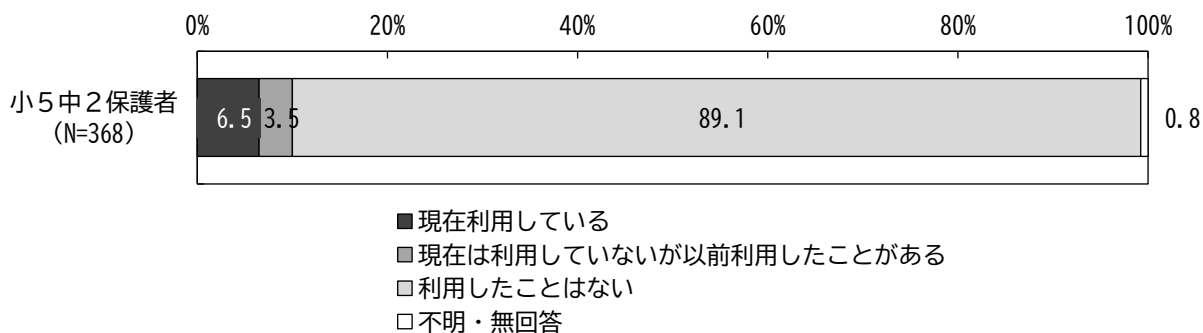 0% 20% 40% 60% 80% 100%
小５中２保護者
(N=368)
6.5 3.5 89.1 0.8
■現在利用している
■現在は利用していないが以前利用したことがある
□利用したことはない
□不明・無回答